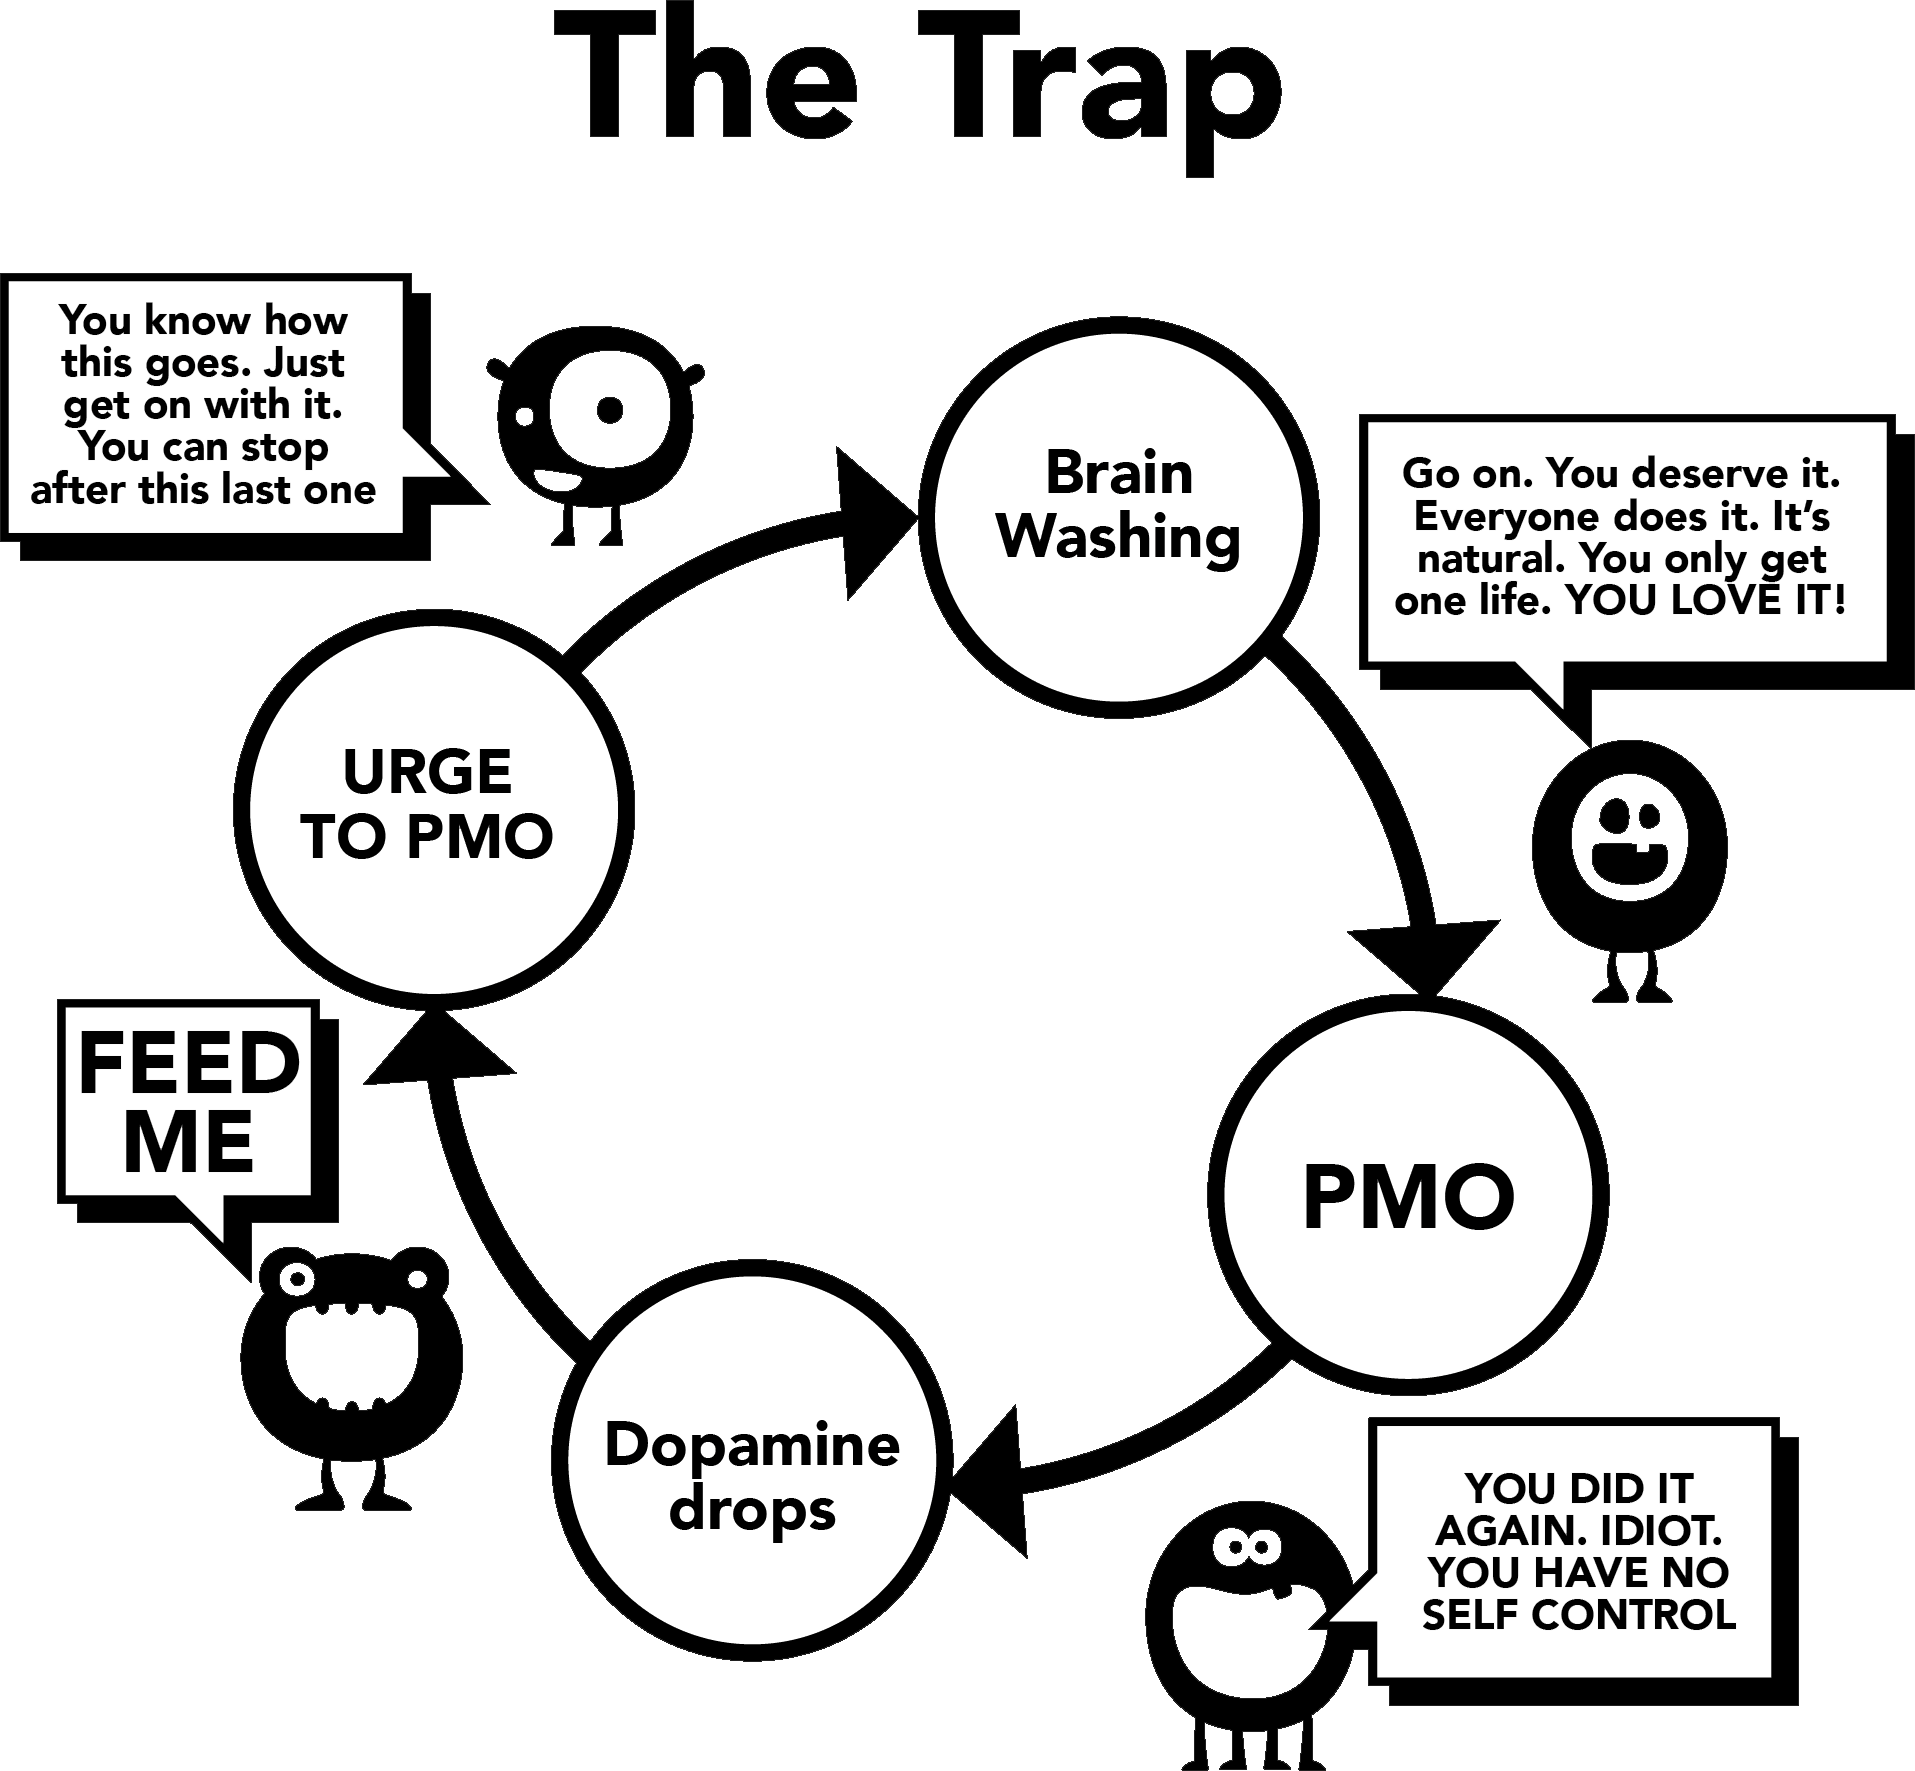 The Trap
You know how
this goes. Just
get on with it.
You can stop
after this last one
Brain
Washing
Go on. You deserve it.
Everyone does it. It's
natural. You only get
one life. YOU LOVE IT!
URGE
TO PMO
FEED
ME
PMO
Dopamine
drops
YOU DID IT
AGAIN. IDIOT.
YOU HAVE NO
SELF CONTROL